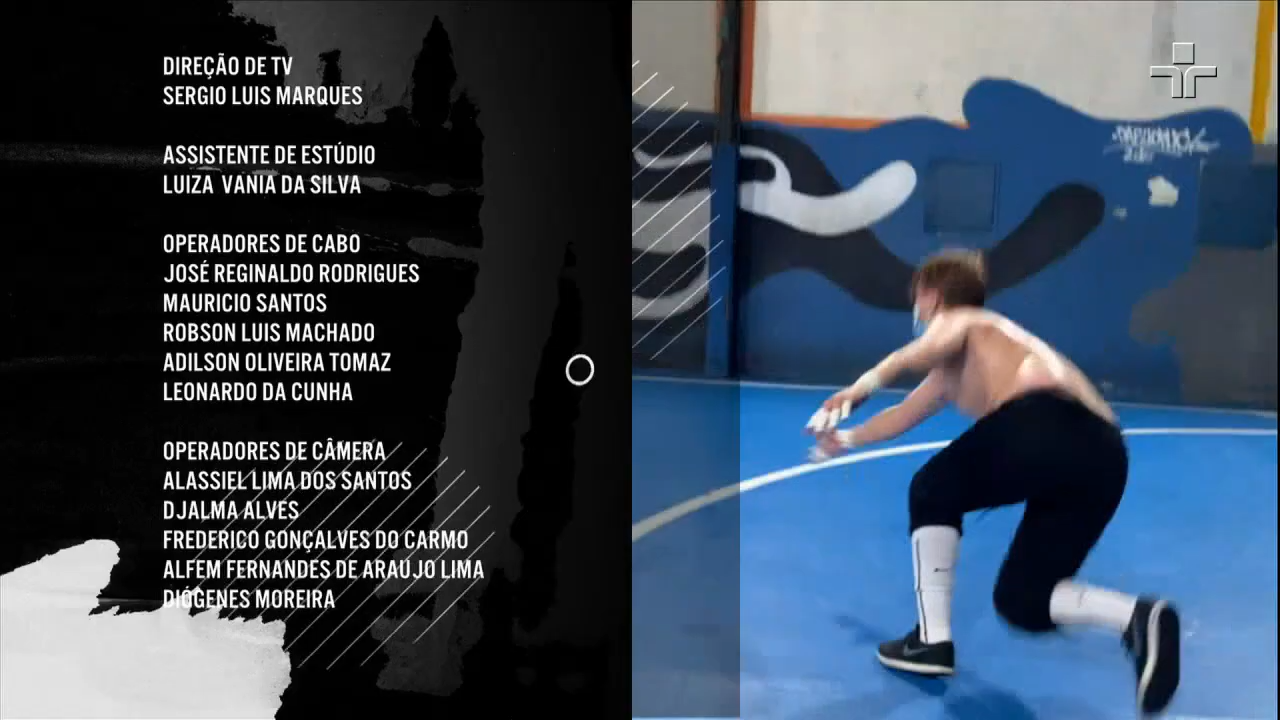 DIREÇÃO DE TV
SERGIO LUIS MARQUES
ASSISTENTE DE ESTÚDIO
LUIZA VANIA DA SILVA
OPERADORES DE CABO
JOSÉ REGINALDO RODRIGUES
MAURICIO SANTOS
ROBSON LUIS MACHADO
ADILSON OLIVEIRA TOMAZ
LEONARDO DA CUNHA
OPERADORES DE CÂMERA
ALASSIEL LIMA DOS SANTOS
DJALMA ALVES
FREDERICO GONÇALVES DO CARMO
ALFEM FERNANDES DE ARAÚJO LIMA
DIÓGENES MOREIRA